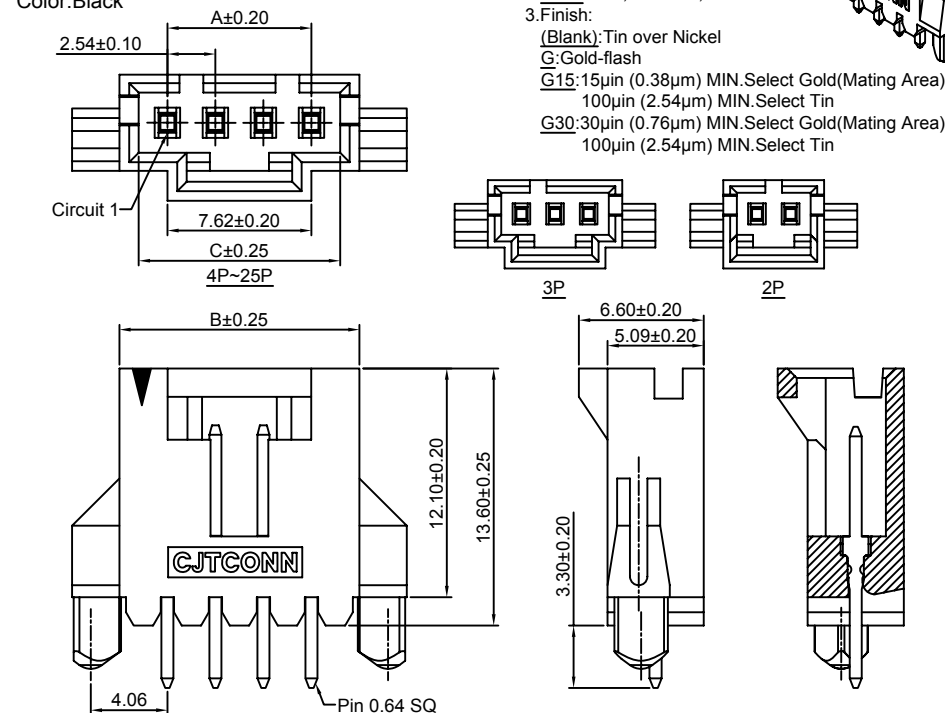 Color:Black
3.Finish:
(Blank):Tin over Nickel
G:Gold-flash
G15:15µin (0.38µm) MIN.Select Gold(Mating Area)
100µin (2.54µm) MIN.Select Tin
G30:30µin (0.76µm) MIN.Select Gold(Mating Area)
100µin (2.54µm) MIN.Select Tin
A±0.20
2.54±0.10
Circuit 1
7.62±0.20
C±0.25
4P~25P
3P
2P
B±0.25
6.60±0.20
5.09±0.20
12.10±0.20
13.60±0.25
3.30±0.20
CJTCONN
4.06
Pin 0.64 SQ